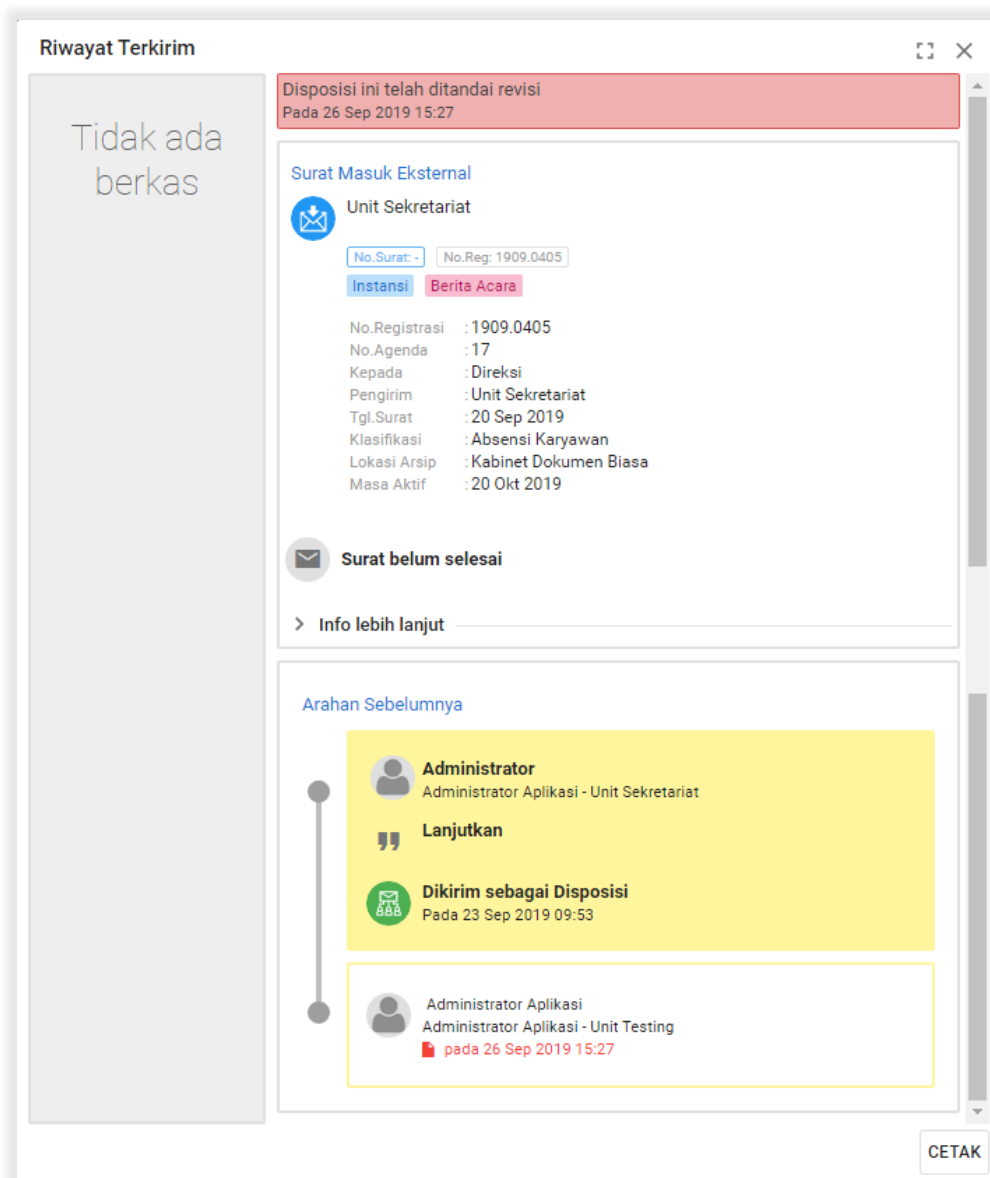 Riwayat Terkirim
Tidak ada
berkas
Disposisi ini telah ditandai revisi
Pada 26 Sep 2019 15:27
Surat Masuk Eksternal
Unit Sekretariat
No.Surat: - No.Reg: 1909.0405
Instansi Berita Acara
No.Registrasi : 1909.0405
No.Agenda : 17
Kepada : Direksi
Pengirim : Unit Sekretariat
Tgl.Surat : 20 Sep 2019
Klasifikasi : Absensi Karyawan
Lokasi Arsip : Kabinet Dokumen Biasa
Masa Aktif : 20 Okt 2019
Surat belum selesai
Info lebih lanjut
Arahan Sebelumnya
Administrator
Administrator Aplikasi - Unit Sekretariat
Lanjutkan
Dikirim sebagai Disposisi
Pada 23 Sep 2019 09:53
Administrator Aplikasi
Administrator Aplikasi - Unit Testing
pada 26 Sep 2019 15:27
CETAK